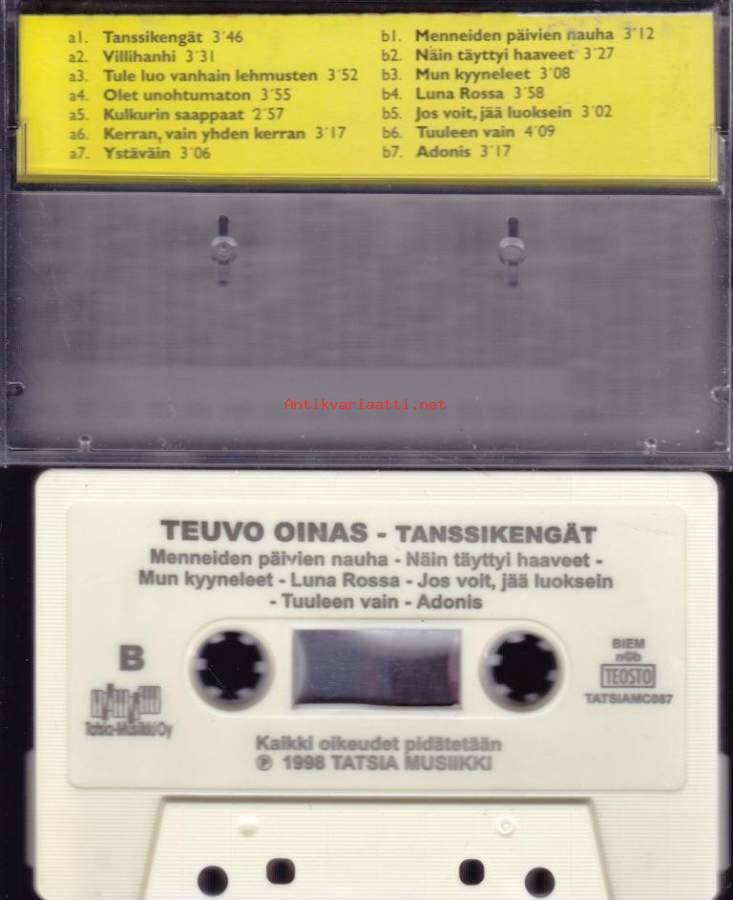 a1. Tanssikengät 3´46
a2. Villihanhi 3´31
a3. Tule luo vanhain lehmusten 3´52
a4. Olet unohtumaton 3´55
a5. Kulkurin saappaat 2´57
a6. Kerran, vain yhden kerran 3´17
a7. Ystäväin 3´06
b1. Menneiden päivien nauha 3´12
b2. Näin täyttyi haaveet 3´27
b3. Mun kyyneleet 3´08
b4. Luna Rossa 3´58
b5. Jos voit, jää luoksein 3´02
b6. Tuuleen vain 4´09
b7. Adonis 3´17
Antikvariaatti.net
TEUVO OINAS - TANSSIKENGÄT
Menneiden päivien nauha - Näin täyttyi haaveet -
Mun kyyneleet - Luna Rossa - Jos voit, jää luoksein
- Tuuleen vain - Adonis
B
Tatsia-Musiikki Oy
BIEM
n©b
TEOSTO
TATSIAMC087
Kaikki oikeudet pidätetään
℗ 1998 TATSIA MUSIIKKI